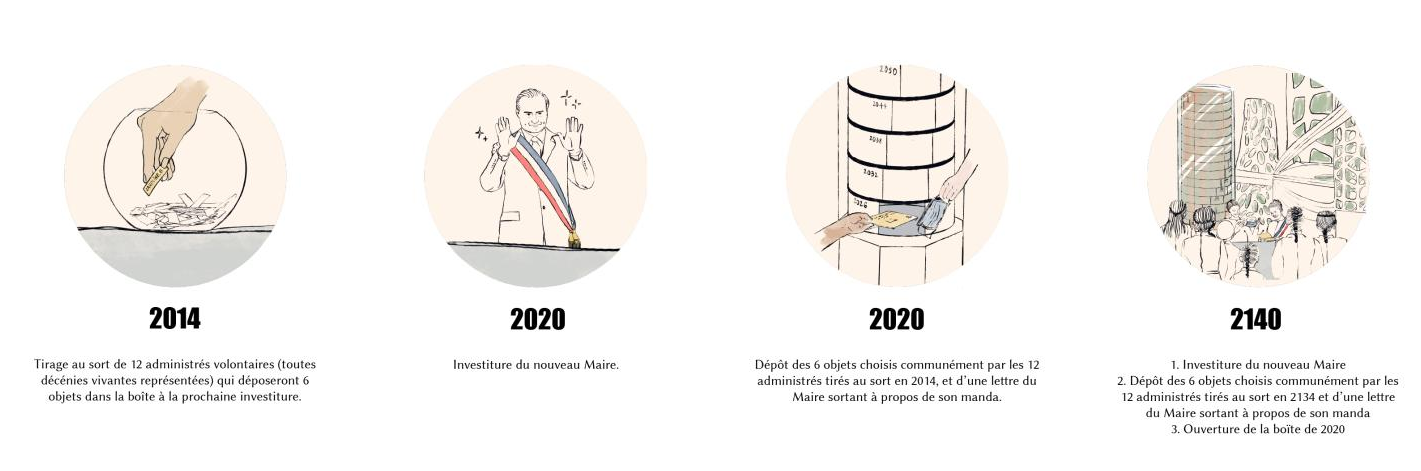 2014
Tirage au sort de 12 administrés volontaires (toutes
décénies vivantes représentées) qui déposeront 6
objets dans la boîte à la prochaine investiture.
2020
Investiture du nouveau Maire.
2050
2044
2038
2032
2026
2020
Dépôt des 6 objets choisis communément par les 12
administrés tirés au sort en 2014, et d’une lettre du
Maire sortant à propos de son manda.
2140
1. Investiture du nouveau Maire
2. Dépôt des 6 objets choisis communément par les
12 administrés tirés au sort en 2134 et d’une lettre
du Maire sortant à propos de son manda
3. Ouverture de la boïte de 2020